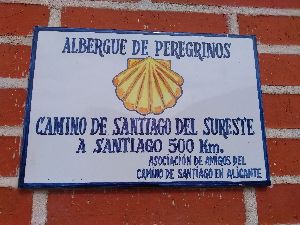 ALBERGUE DE PEREGRINOS
CAMINO DE SANTIAGO DEL SURESTE
A SANTIAGO 500 Km.
ASOCIACIÓN DE AMIGOS DEL
CAMINO DE SANTIAGO EN ALICANTE